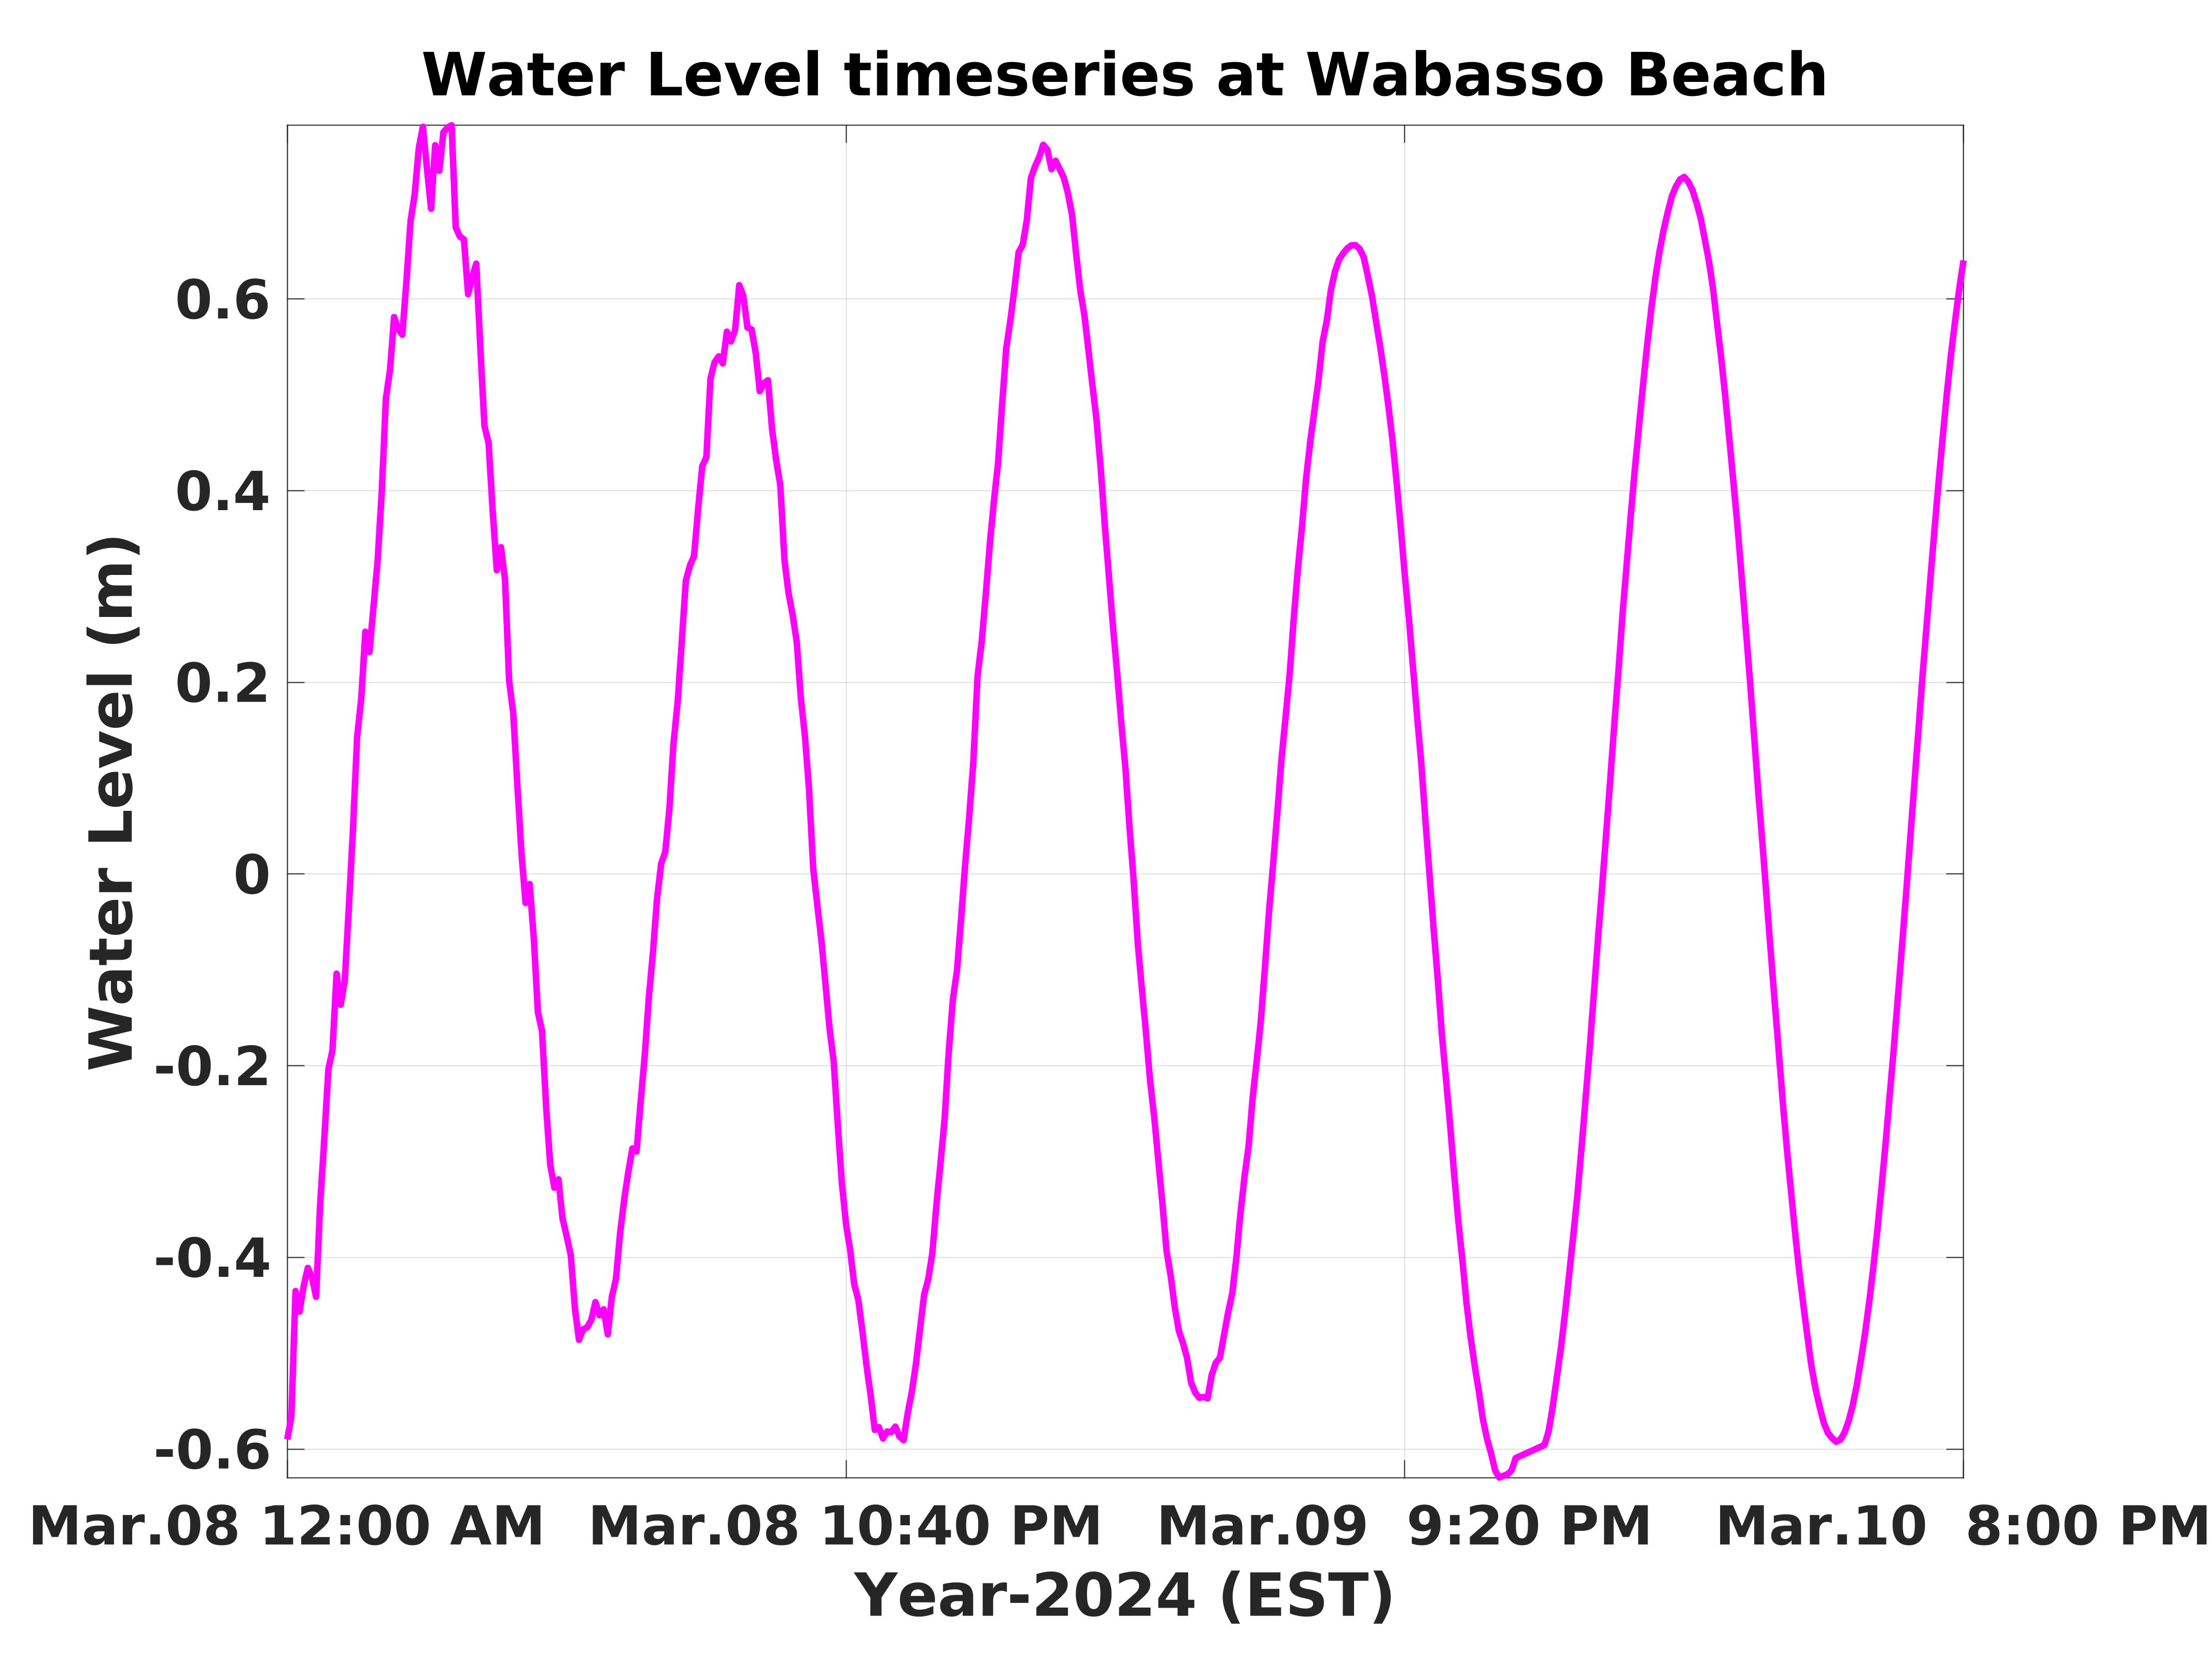 Water Level timeseries at Wabasso Beach
Water Level (m)
0.6
0.4
0.2
0
-0.2
-0.4
-0.6
Mar.08 12:00 AM Mar.08 10:40 PM Mar.09 9:20 PM Mar.10 8:00 PM
Year-2024 (EST)